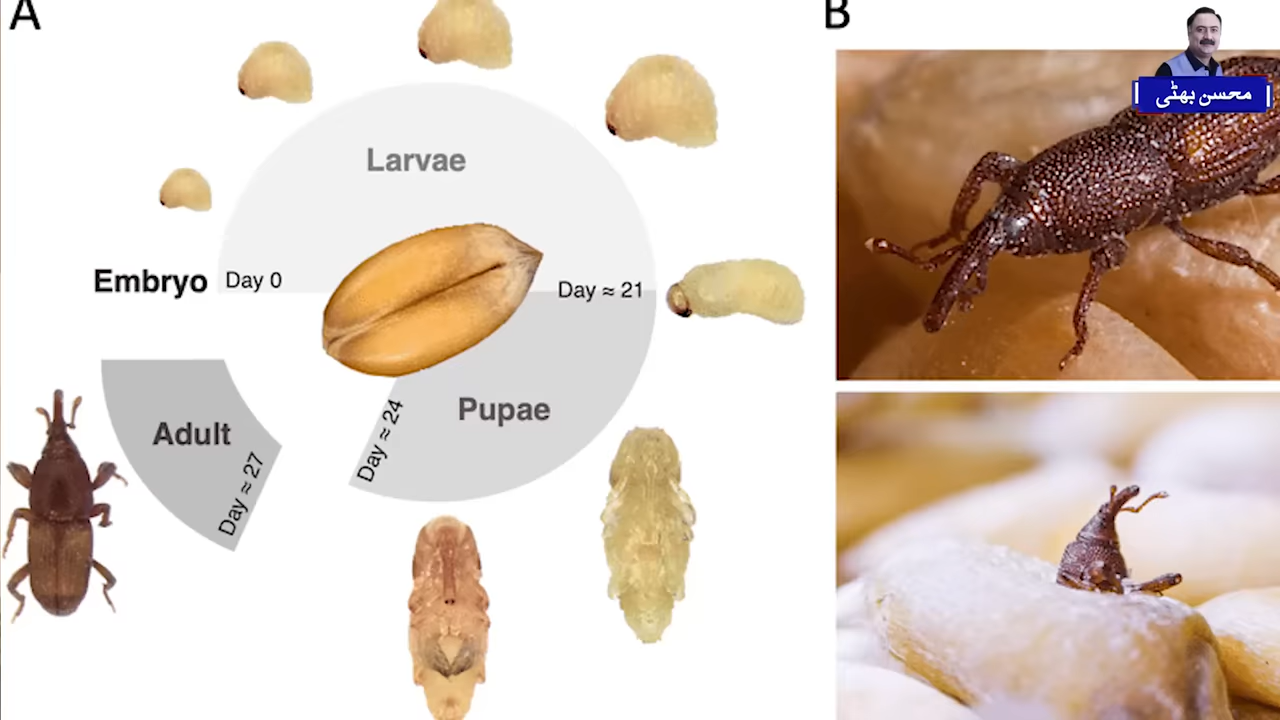 A
B
محسن بھٹی
Larvae
Embryo
Day 0
Day ≈ 21
Adult
Pupae
Day ≈ 24
Day ≈ 27